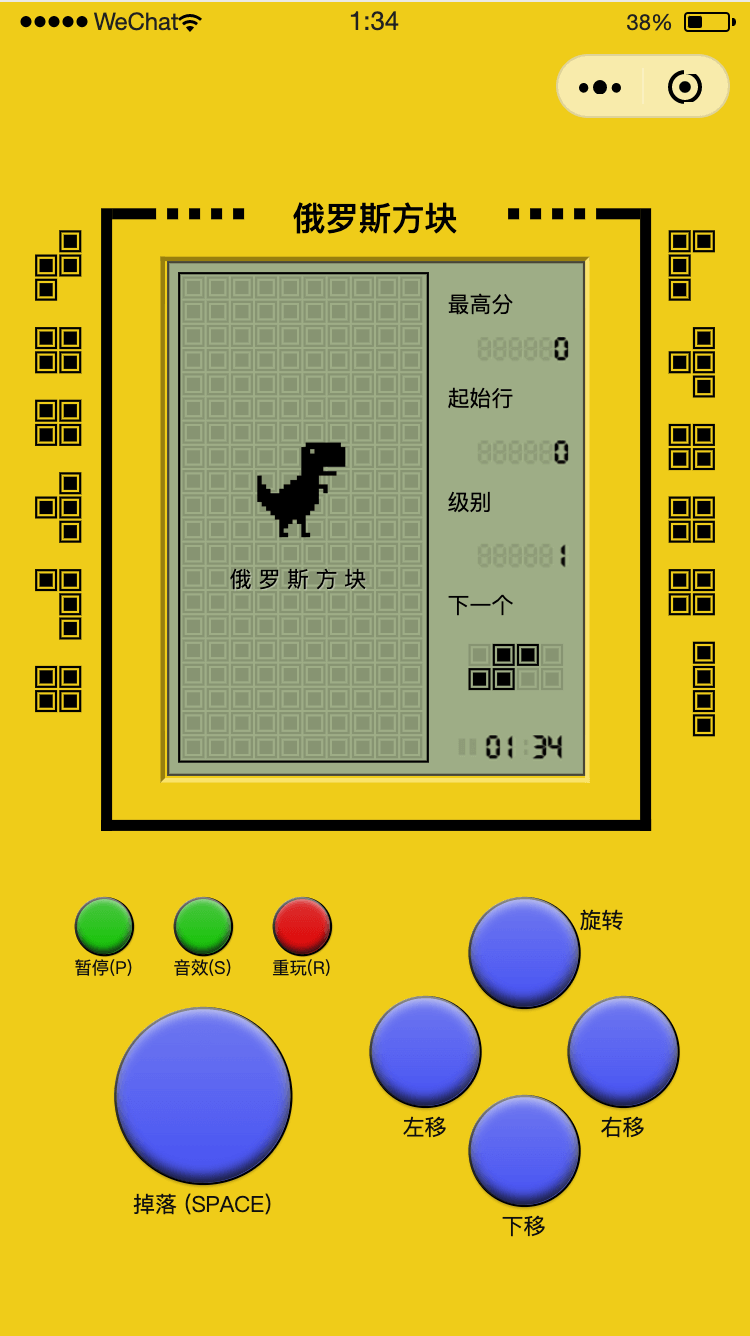 WeChat 1:34 38%
俄罗斯方块
最高分
0
起始行
0
级别
1
下一个
俄罗斯方块
01:34
旋转
暂停(P) 音效(S) 重玩(R)
左移 右移
掉落 (SPACE)
下移